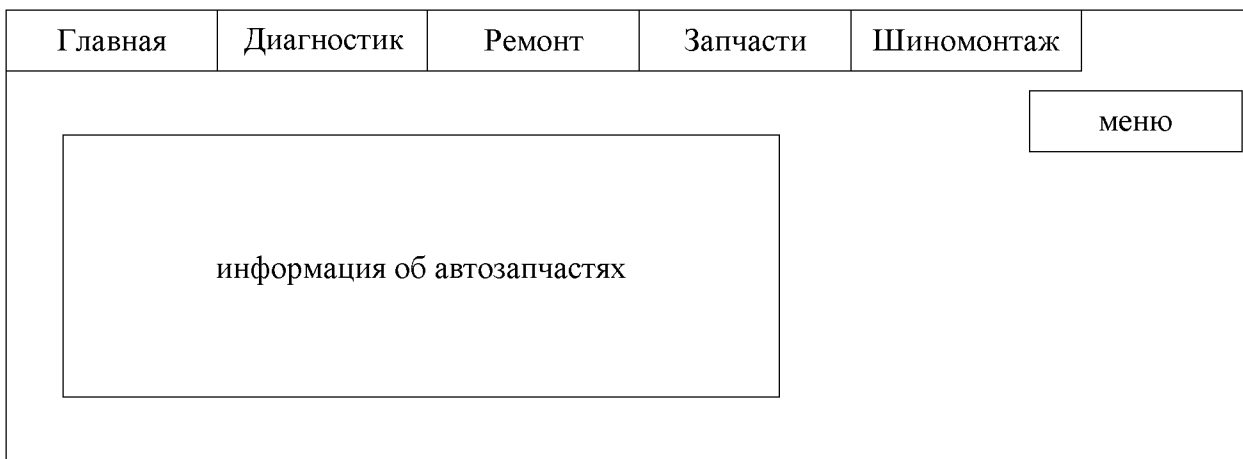 Главная
Диагностик
Ремонт
Запчасти
Шиномонтаж
меню
информация об автозапчастях